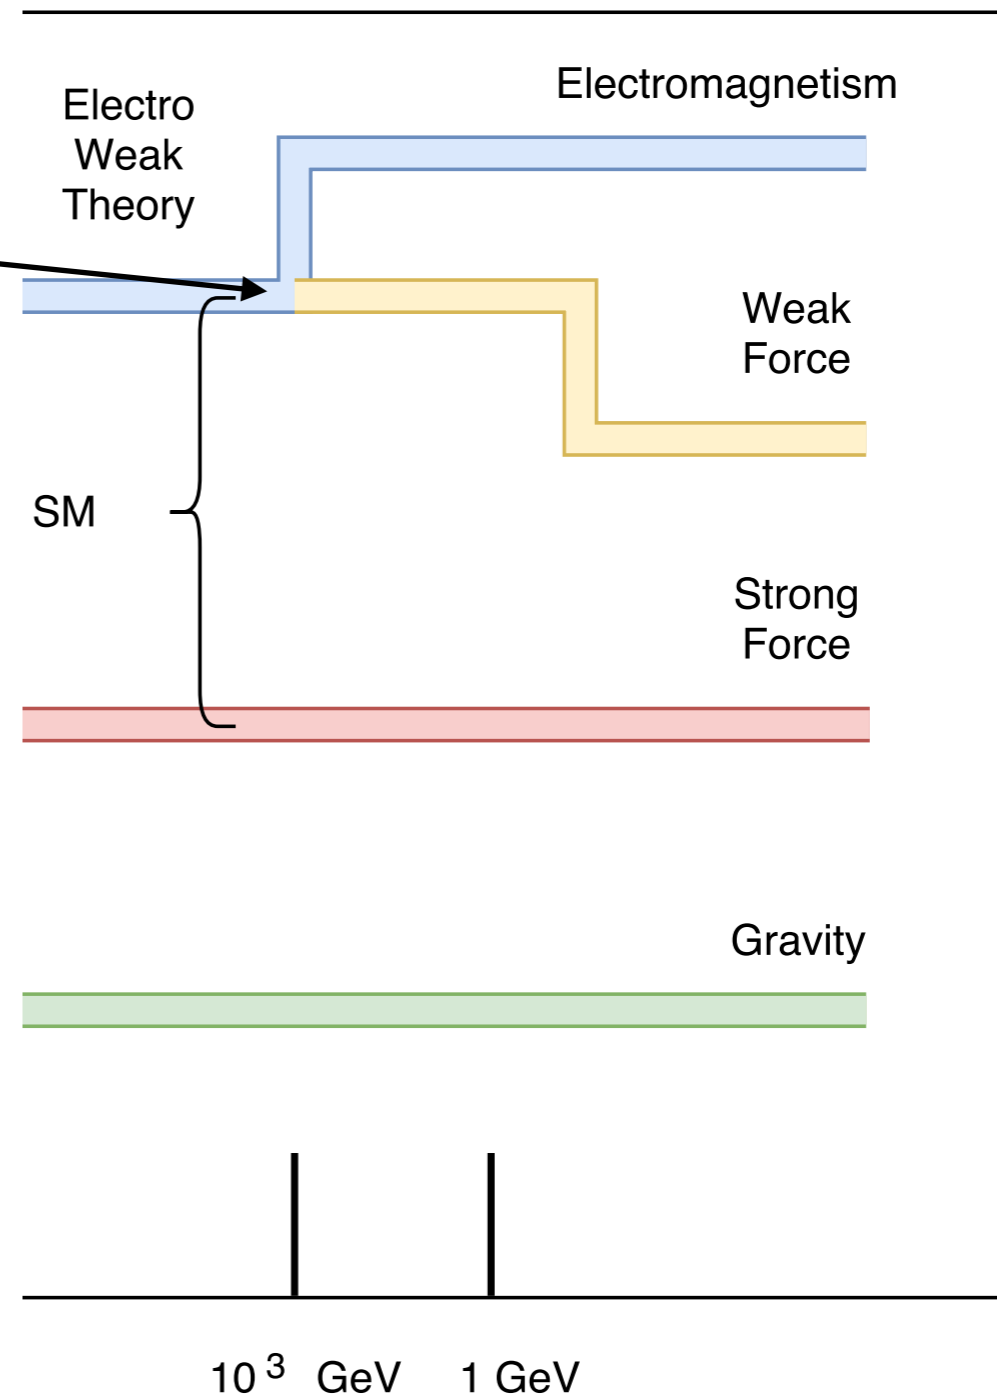 Electromagnetism
Electro
Weak
Theory
Weak
Force
SM
Strong
Force
Gravity
10 ³ GeV
1 GeV